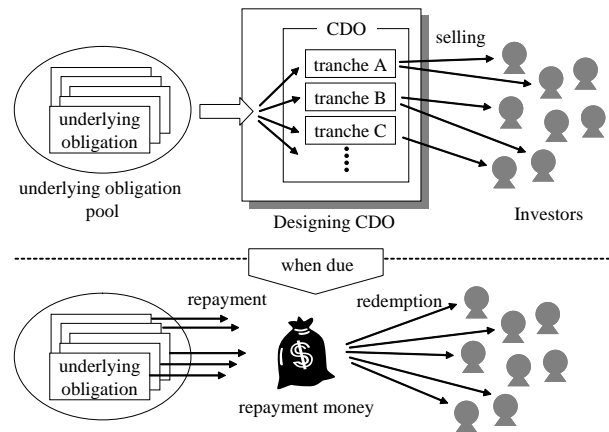 CDO
selling
tranche A
tranche B
tranche C
underlying
obligation
underlying obligation
pool
Designing CDO
Investors
when due
repayment
redemption
underlying
obligation
$
repayment money